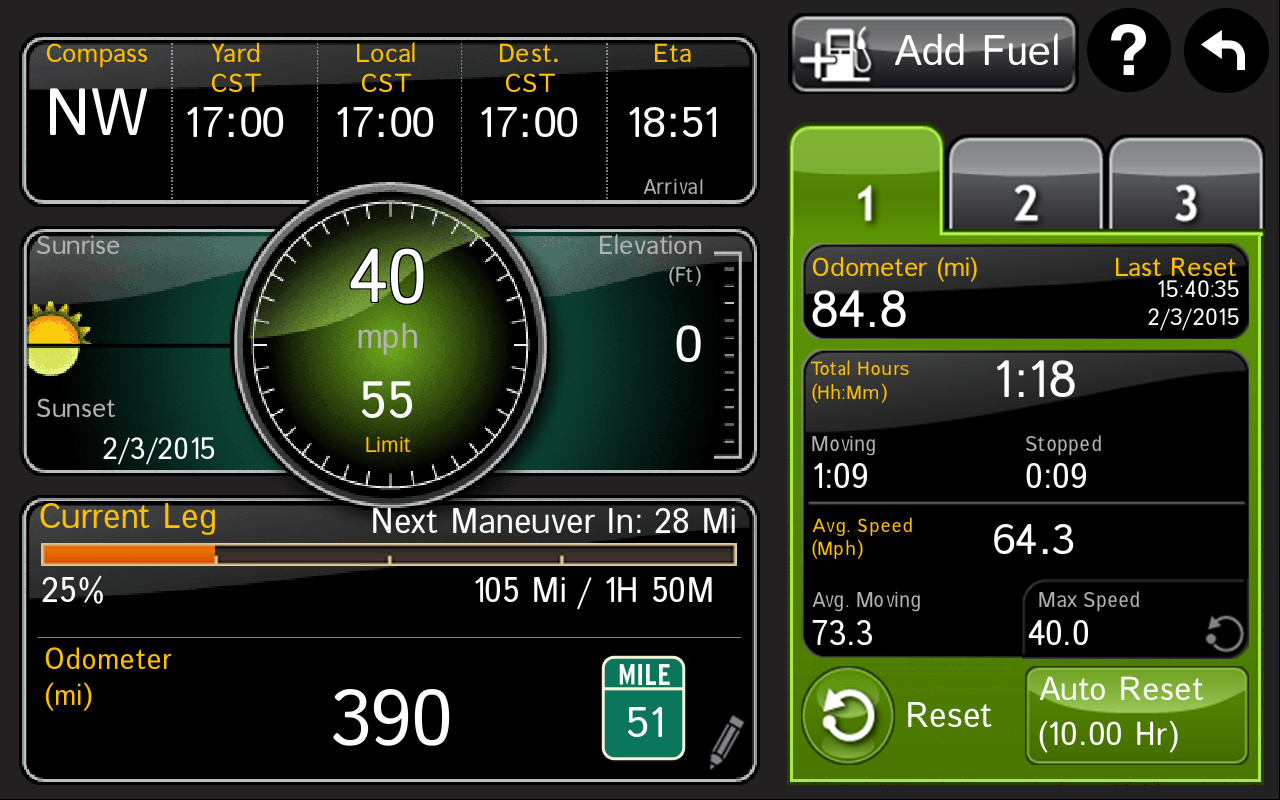 Compass
NW
Yard
CST
17:00
Local
CST
17:00
Dest.
CST
17:00
Eta
18:51
Arrival
Sunrise
Sunset
2/3/2015
40
mph
55
Limit
Elevation
(Ft)
0
Current Leg
Next Maneuver In: 28 Mi
25%
105 Mi / 1H 50M
Odometer
(mi)
390
MILE
51
Add Fuel
?
1
2
3
Odometer (mi)
84.8
Last Reset
15:40:35
2/3/2015
Total Hours
(Hh:Mm)
1:18
Moving
1:09
Stopped
0:09
Avg. Speed
(Mph)
64.3
Avg. Moving
73.3
Max Speed
40.0
Reset
Auto Reset
(10.00 Hr)